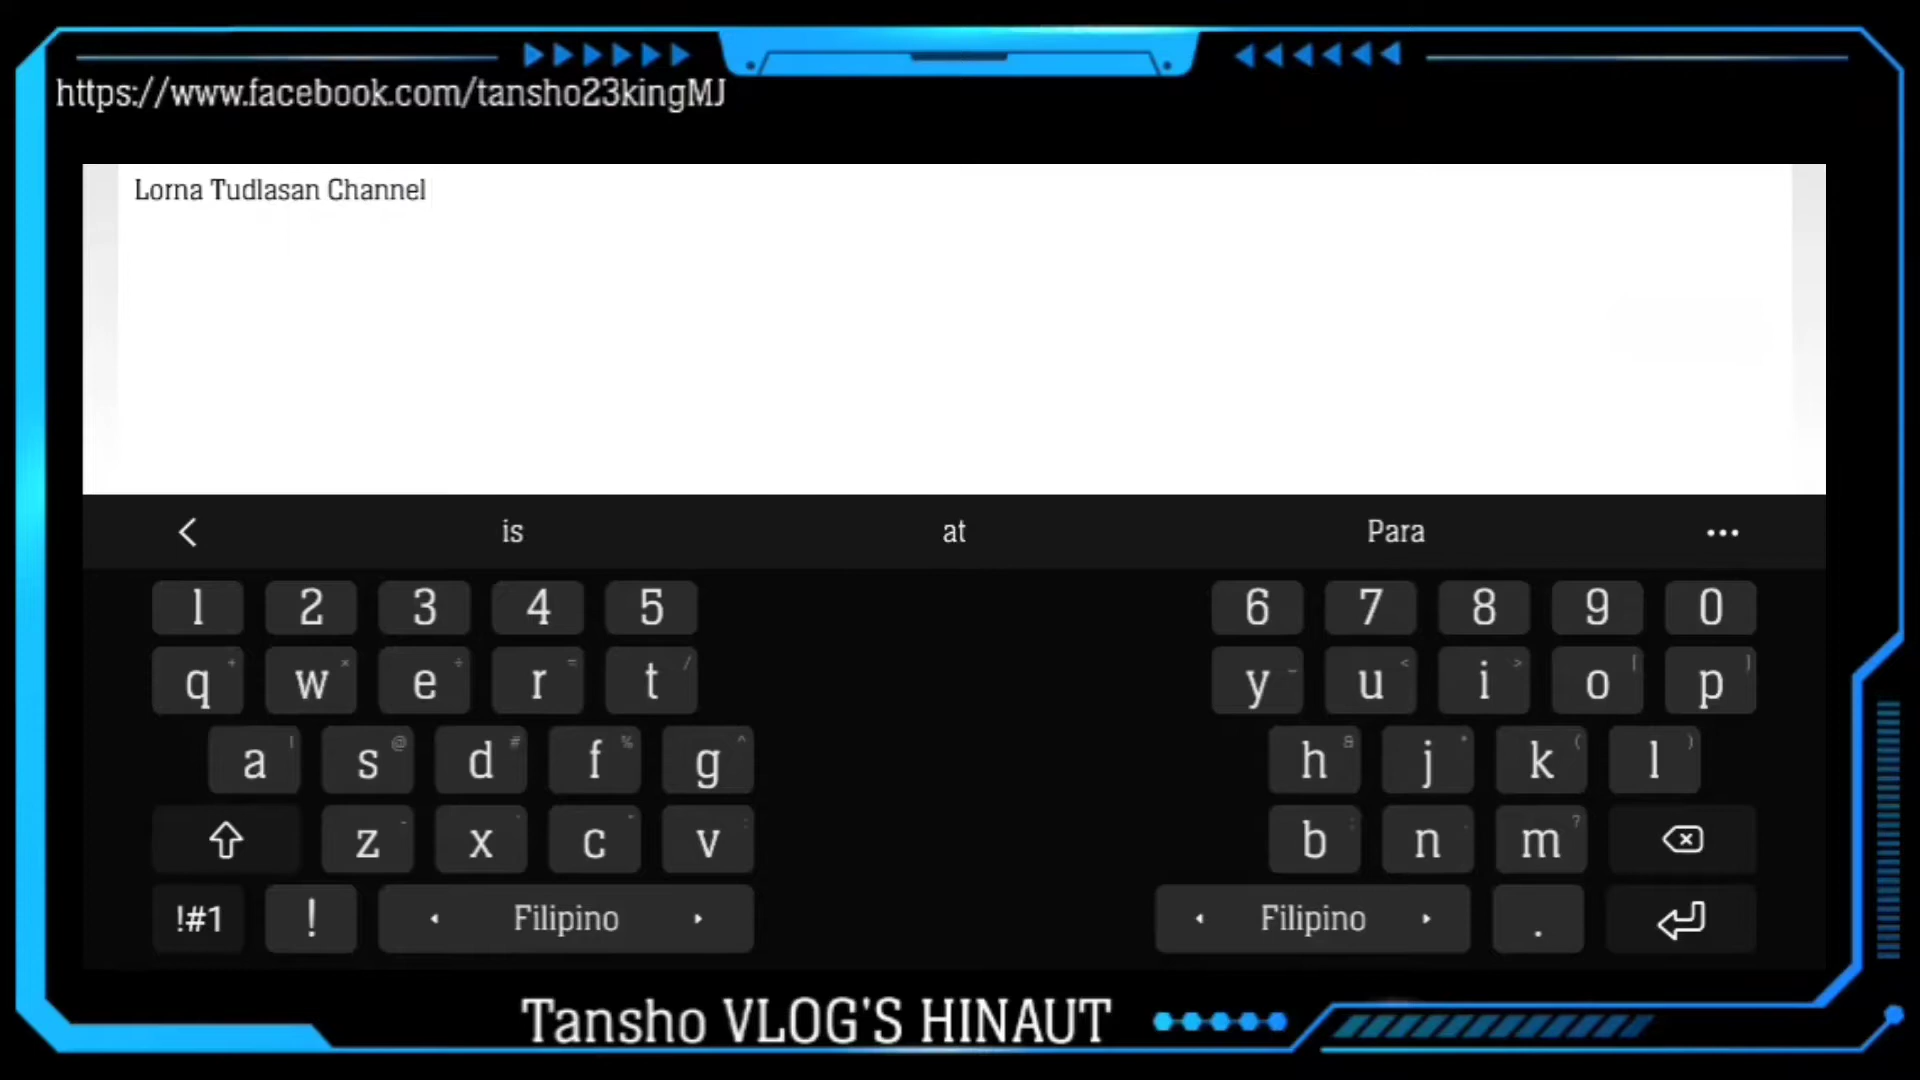 https://www.facebook.com/tansho23kingMJ
Lorna Tudlasan Channel
is at Para
1 2 3 4 5 6 7 8 9 0
q w e r t y u i o p
a s d f g h j k l
z x c v b n m
!#1 ! Filipino Filipino .
Tansho VLOG'S HINAUT